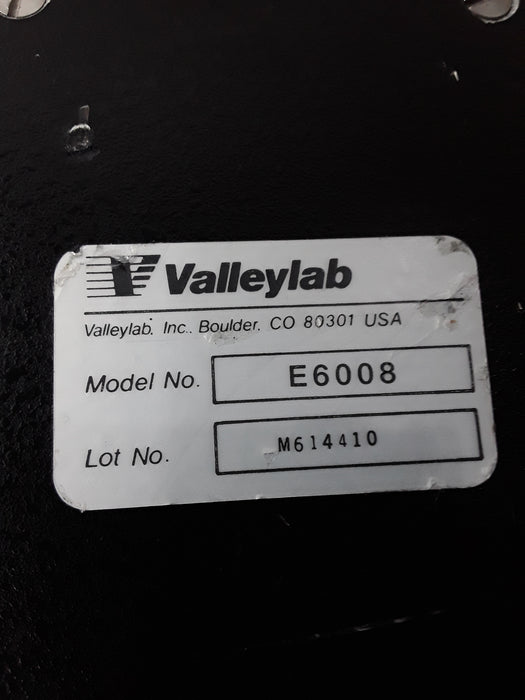 Valleylab
Valleylab, Inc., Boulder, CO 80301 USA
Model No. E6008
Lot No. M614410